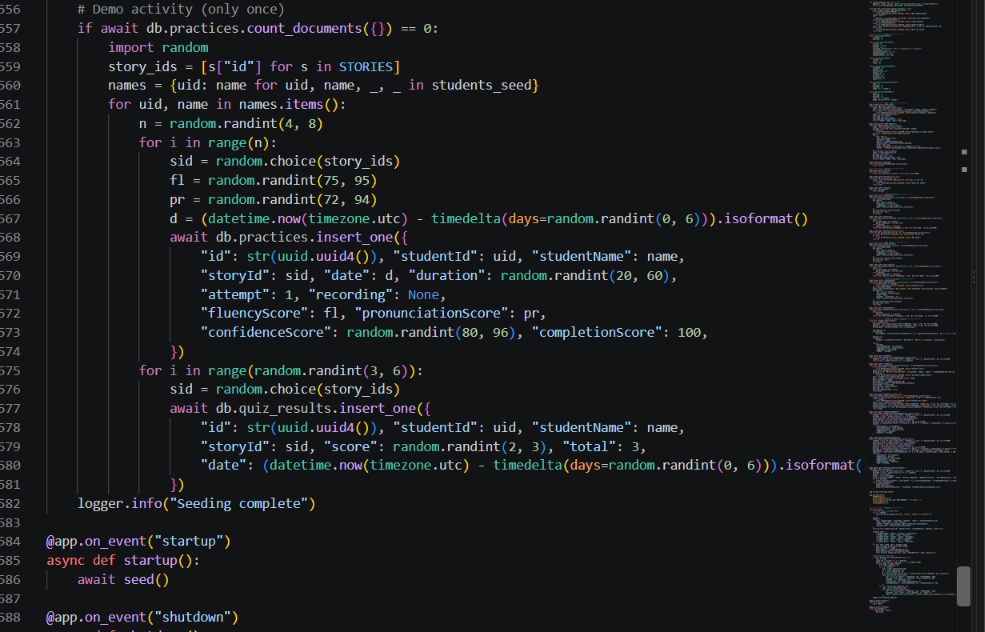 556 # Demo activity (only once)
557 if await db.practices.count_documents({}) == 0:
558 import random
559 story_ids = [s["id"] for s in STORIES]
560 names = {uid: name for uid, name, _, _ in students_seed}
561 for uid, name in names.items():
562 n = random.randint(4, 8)
563 for i in range(n):
564 sid = random.choice(story_ids)
565 fl = random.randint(75, 95)
566 pr = random.randint(72, 94)
567 d = (datetime.now(timezone.utc) - timedelta(days=random.randint(0, 6))).isoformat()
568 await db.practices.insert_one({
569 "id": str(uuid.uuid4()), "studentId": uid, "studentName": name,
570 "storyId": sid, "date": d, "duration": random.randint(20, 60),
571 "attempt": 1, "recording": None,
572 "fluencyScore": fl, "pronunciationScore": pr,
573 "confidenceScore": random.randint(80, 96), "completionScore": 100,
574 })
575 for i in range(random.randint(3, 6)):
576 sid = random.choice(story_ids)
577 await db.quiz_results.insert_one({
578 "id": str(uuid.uuid4()), "studentId": uid, "studentName": name,
579 "storyId": sid, "score": random.randint(2, 3), "total": 3,
580 "date": (datetime.now(timezone.utc) - timedelta(days=random.randint(0, 6))).isoformat(
581 })
582 logger.info("Seeding complete")
583
584 @app.on_event("startup")
585 async def startup():
586 await seed()
587
588 @app.on_event("shutdown")